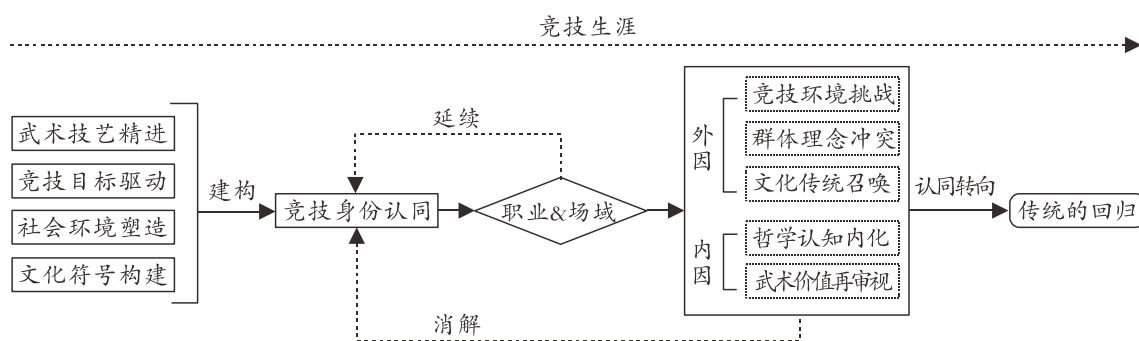 竞技生涯
武术技艺精进
竞技目标驱动
社会环境塑造
文化符号构建
建构
竞技身份认同
延续
职业&场域
消解
外因
竞技环境挑战
群体理念冲突
文化传统召唤
内因
哲学认知内化
武术价值再审视
认同转向
传统的回归